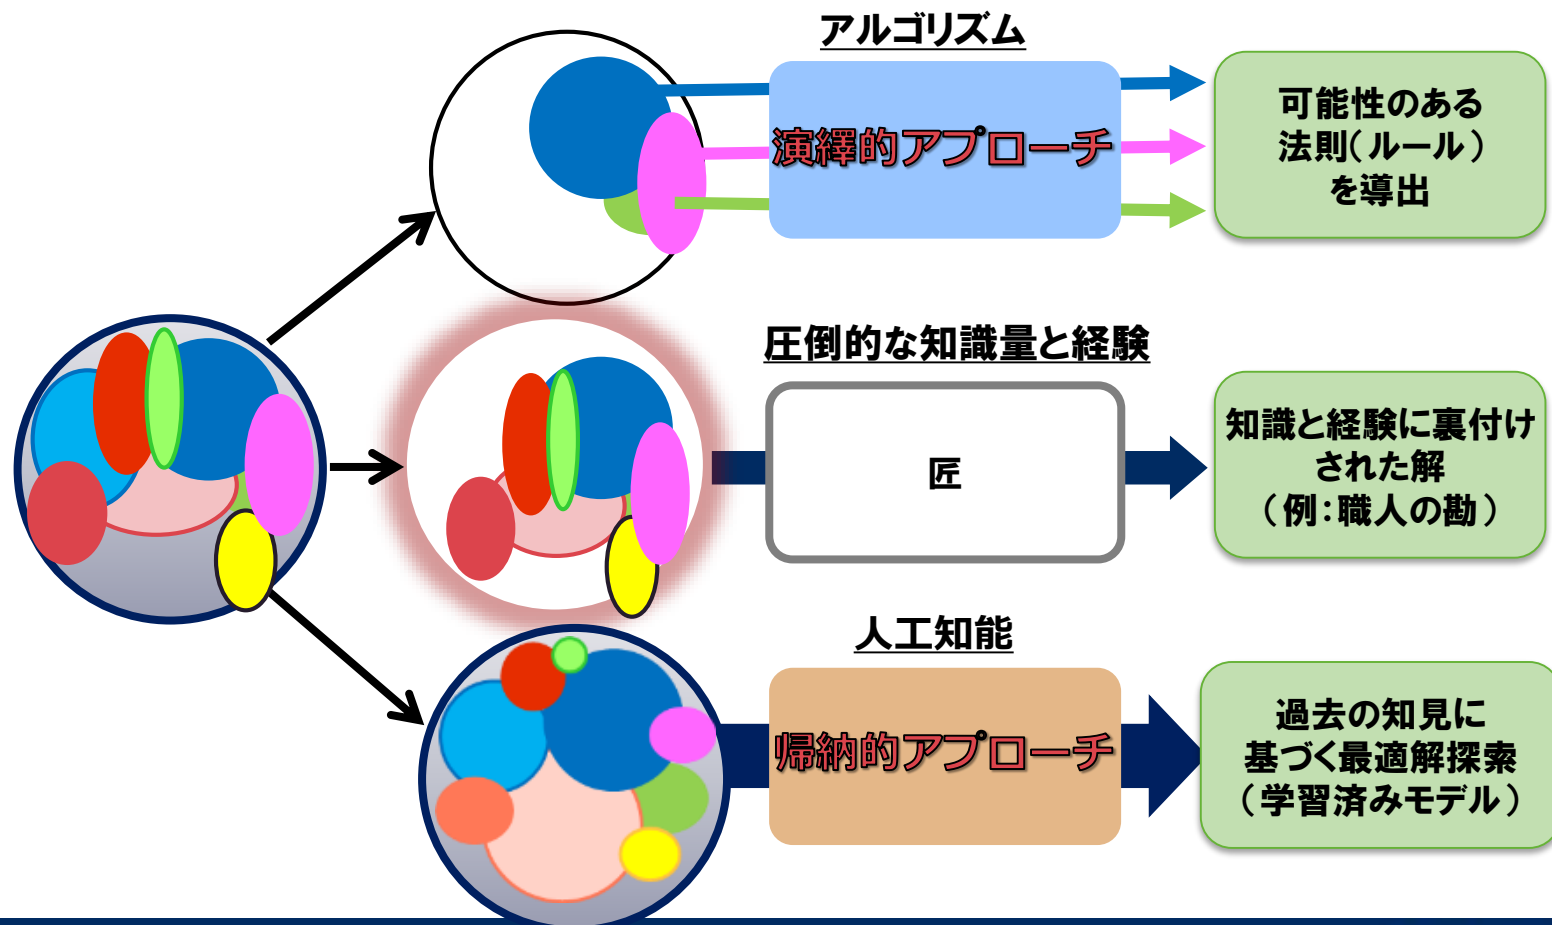 アルゴリズム
演繹的アプローチ
可能性のある
法則(ルール)
を導出
圧倒的な知識量と経験
匠
知識と経験に裏付け
された解
(例:職人の勘)
人工知能
帰納的アプローチ
過去の知見に
基づく最適解探索
(学習済みモデル)